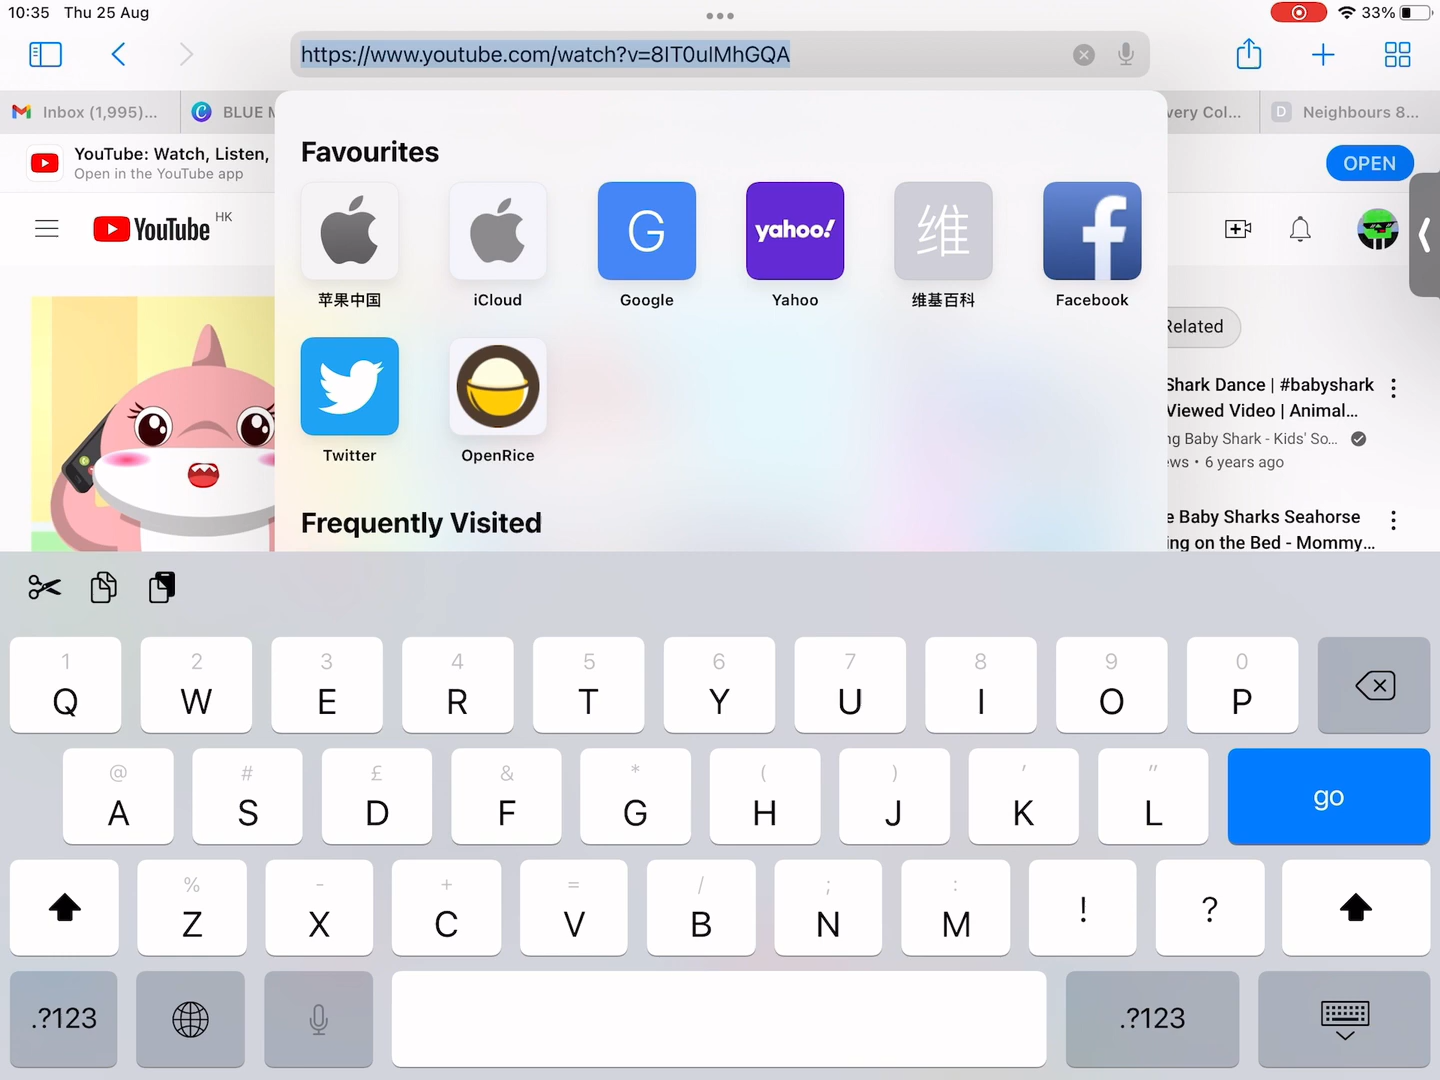 10:35 Thu 25 Aug
33%
https://www.youtube.com/watch?v=8IT0ulMhGQA
Inbox (1,995)...
BLUE M
very Col...
D Neighbours 8...
YouTube: Watch, Listen,
Open in the YouTube app
OPEN
YouTube HK
Favourites
G
yahoo!
维
f
苹果中国
iCloud
Google
Yahoo
维基百科
Facebook
Twitter
OpenRice
Frequently Visited
Related
Shark Dance | #babyshark
Viewed Video | Animal...
ng Baby Shark - Kids' So...
ews • 6 years ago
e Baby Sharks Seahorse
ing on the Bed - Mommy...
1 2 3 4 5 6 7 8 9 0
Q W E R T Y U I O P
@ # £ & * ( ) ' "
A S D F G H J K L go
% - + = / ; :
Z X C V B N M ! ?
.?123 .?123